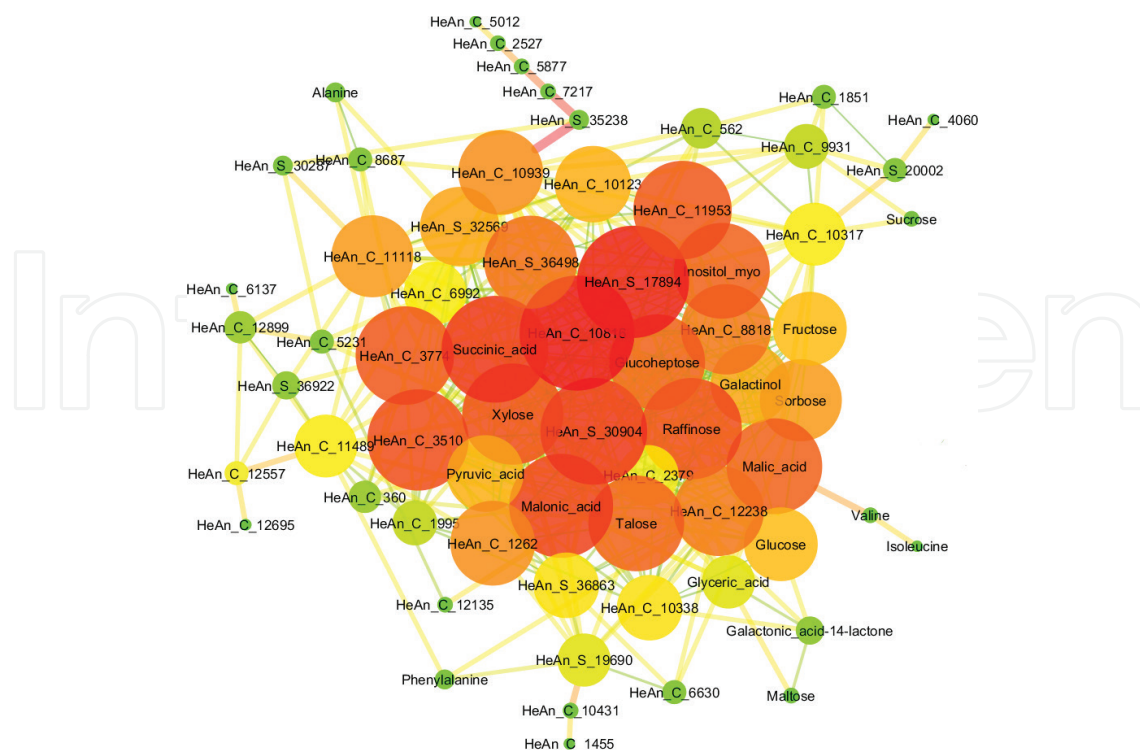 HeAn_C_5012
HeAn_C_2527
HeAn_C_5877
HeAn_C_7217
HeAn_S_35238
Alanine
HeAn_C_1851
HeAn_C_4060
HeAn_C_562
HeAn_C_9931
HeAn_S_30287
HeAn_C_8687
HeAn_C_10939
HeAn_C_10123
HeAn_S_20002
HeAn_C_11953
Sucrose
HeAn_S_32569
HeAn_C_10317
HeAn_C_11118
HeAn_S_36498
HeAn_S_17894
Inositol_myo
HeAn_C_6137
HeAn_C_6992
HeAn_C_12899
HeAn_C_5231
HeAn_C_10818
HeAn_C_8818
Fructose
HeAn_C_3774
Succinic_acid
Glucoheptose
HeAn_S_36922
Galactinol
Sorbose
Xylose
HeAn_C_11489
HeAn_C_3510
HeAn_S_30904
Raffinose
Malic_acid
HeAn_C_12557
Pyruvic_acid
HeAn_C_2379
HeAn_C_360
Malonic_acid
HeAn_C_12238
Valine
HeAn_C_12695
HeAn_C_1995
Talose
HeAn_C_1262
Glucose
Isoleucine
HeAn_S_36863
Glyceric_acid
HeAn_C_12135
HeAn_C_10338
Galactonic_acid-14-lactone
HeAn_S_19690
Phenylalanine
HeAn_C_6630
Maltose
HeAn_C_10431
HeAn_C_1455